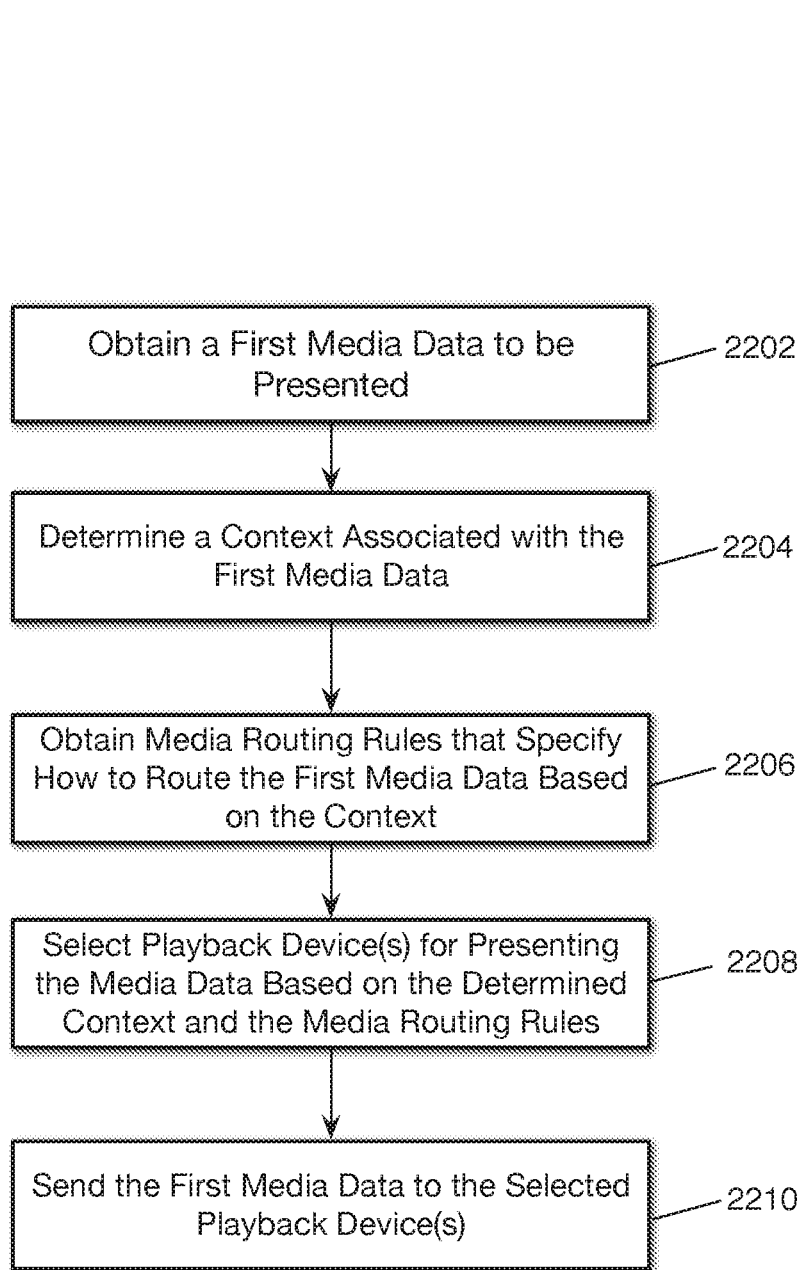 Obtain a First Media Data to be
Presented
2202
Determine a Context Associated with the
First Media Data
2204
Obtain Media Routing Rules that Specify
How to Route the First Media Data Based
on the Context
2206
Select Playback Device(s) for Presenting
the Media Data Based on the Determined
Context and the Media Routing Rules
2208
Send the First Media Data to the Selected
Playback Device(s)
2210